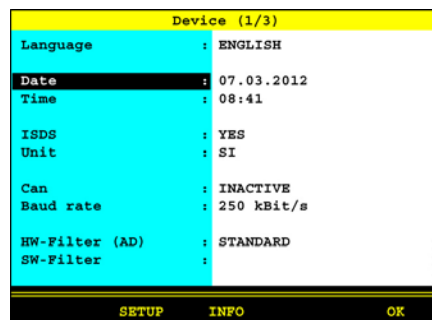 Device (1/3)
Language : ENGLISH
Date : 07.03.2012
Time : 08:41
ISDS : YES
Unit : SI
Can : INACTIVE
Baud rate : 250 kBit/s
HW-Filter (AD) : STANDARD
SW-Filter :
SETUP INFO OK